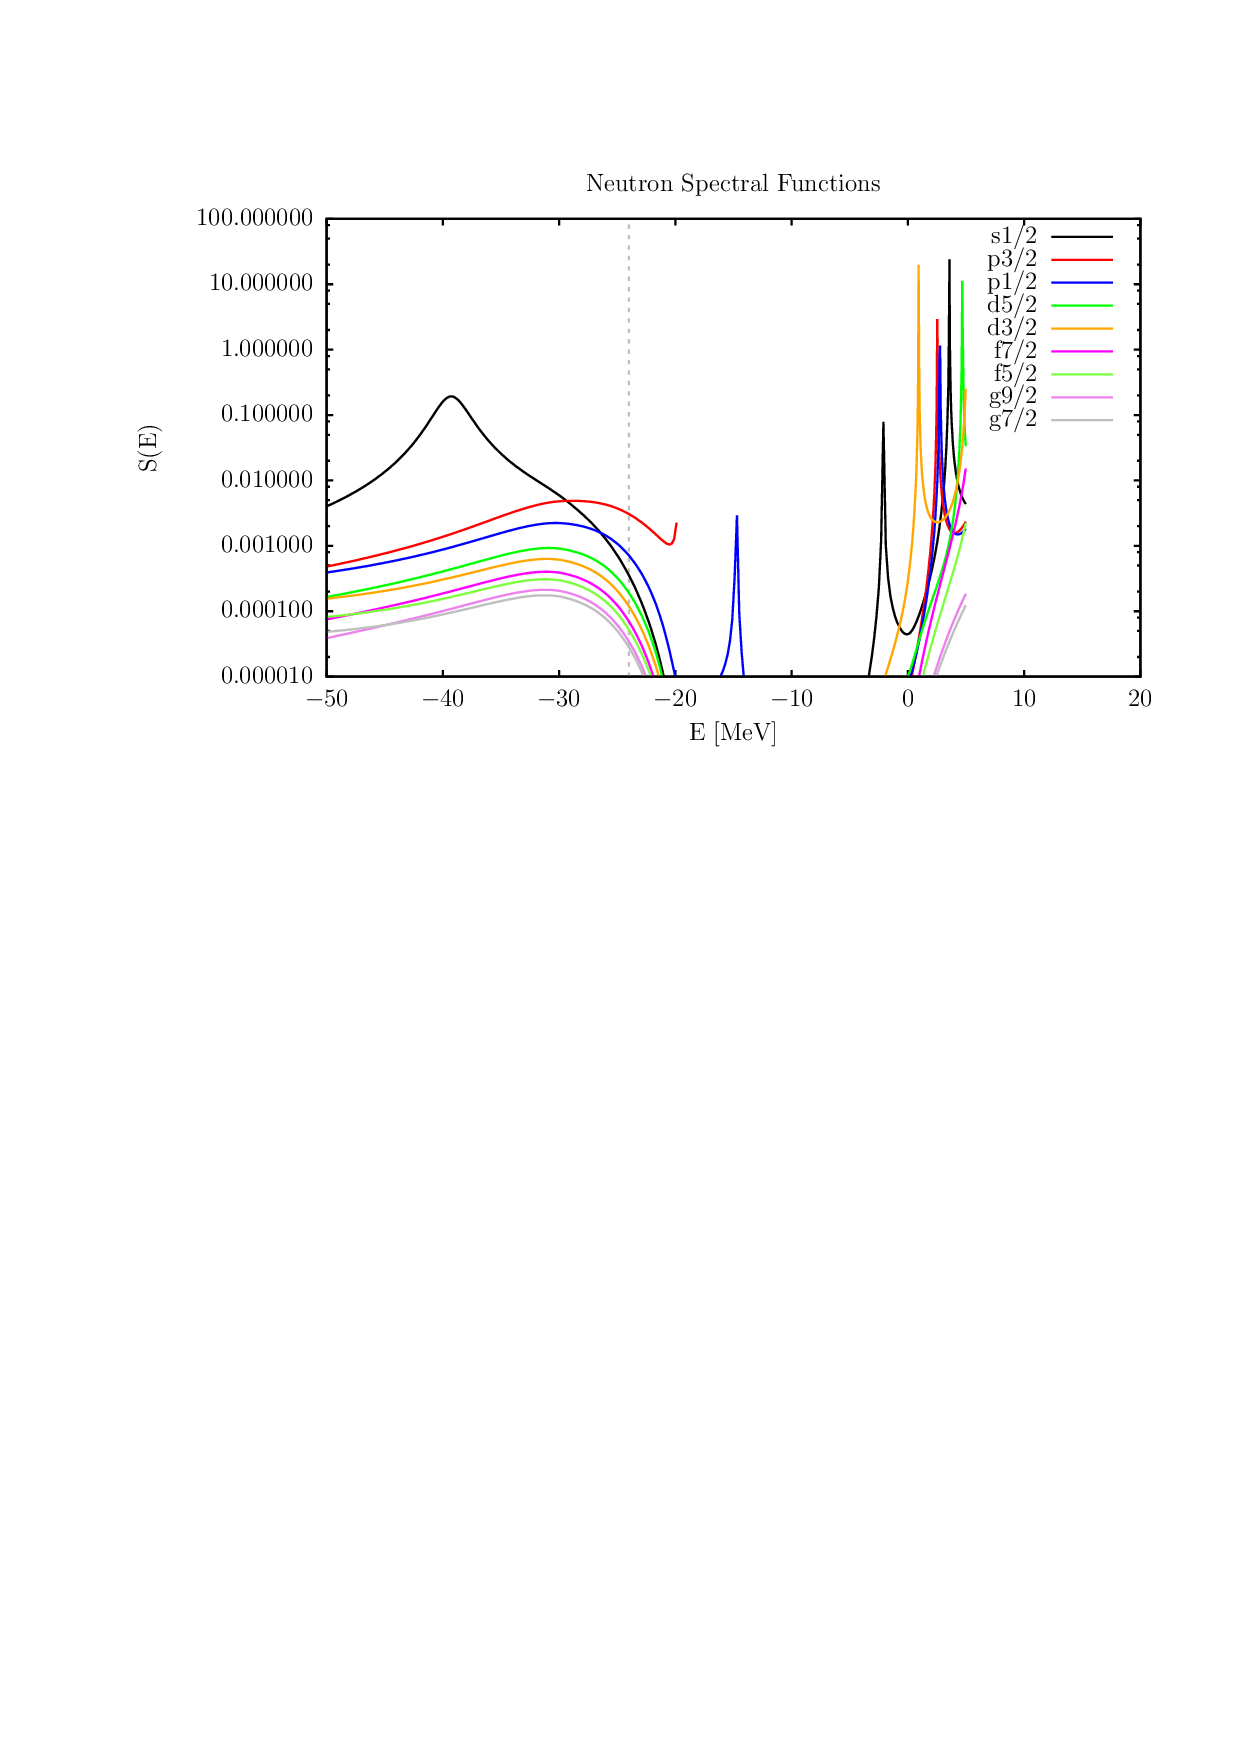 Neutron Spectral Functions
100.000000
10.000000
1.000000
0.100000
0.010000
0.001000
0.000100
0.000010
S(E)
−50 −40 −30 −20 −10 0 10 20
E [MeV]
s1/2
p3/2
p1/2
d5/2
d3/2
f7/2
f5/2
g9/2
g7/2